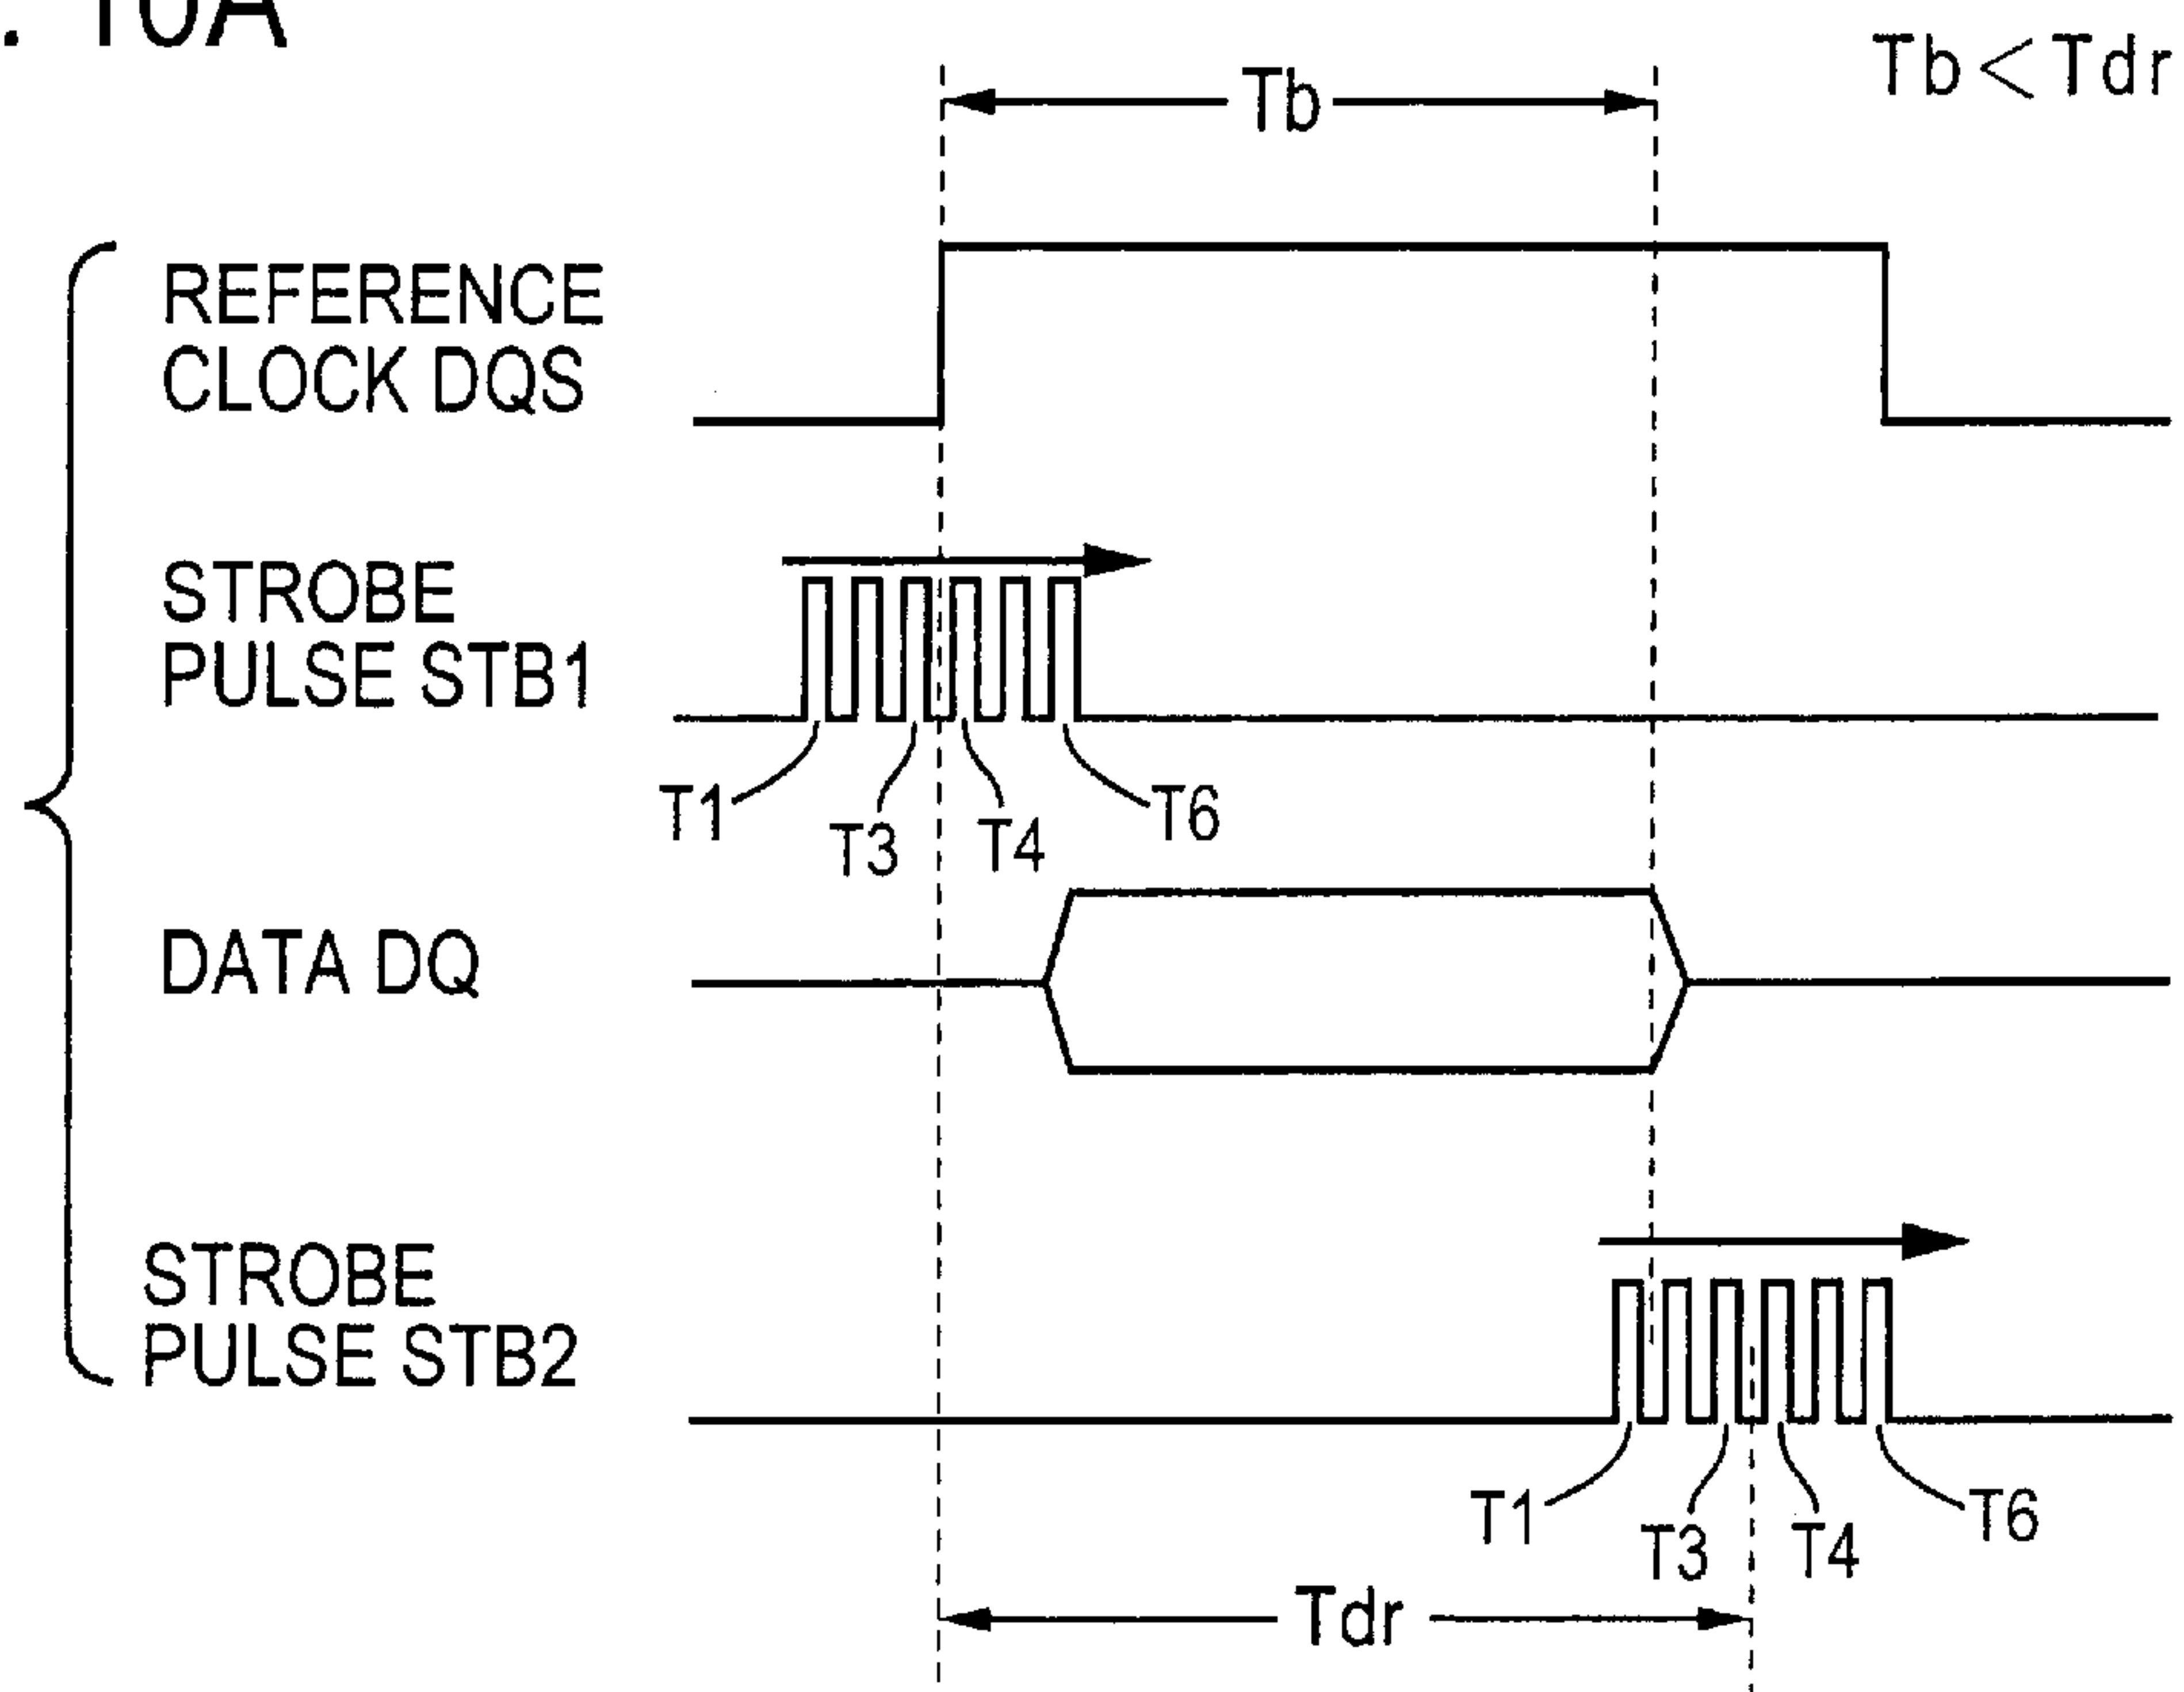 . 10A
Tb
Tb < Tdr
REFERENCE
CLOCK DQS
STROBE
PULSE STB1
T1
T3
T4
T6
DATA DQ
STROBE
PULSE STB2
T1
T3
T4
T6
Tdr